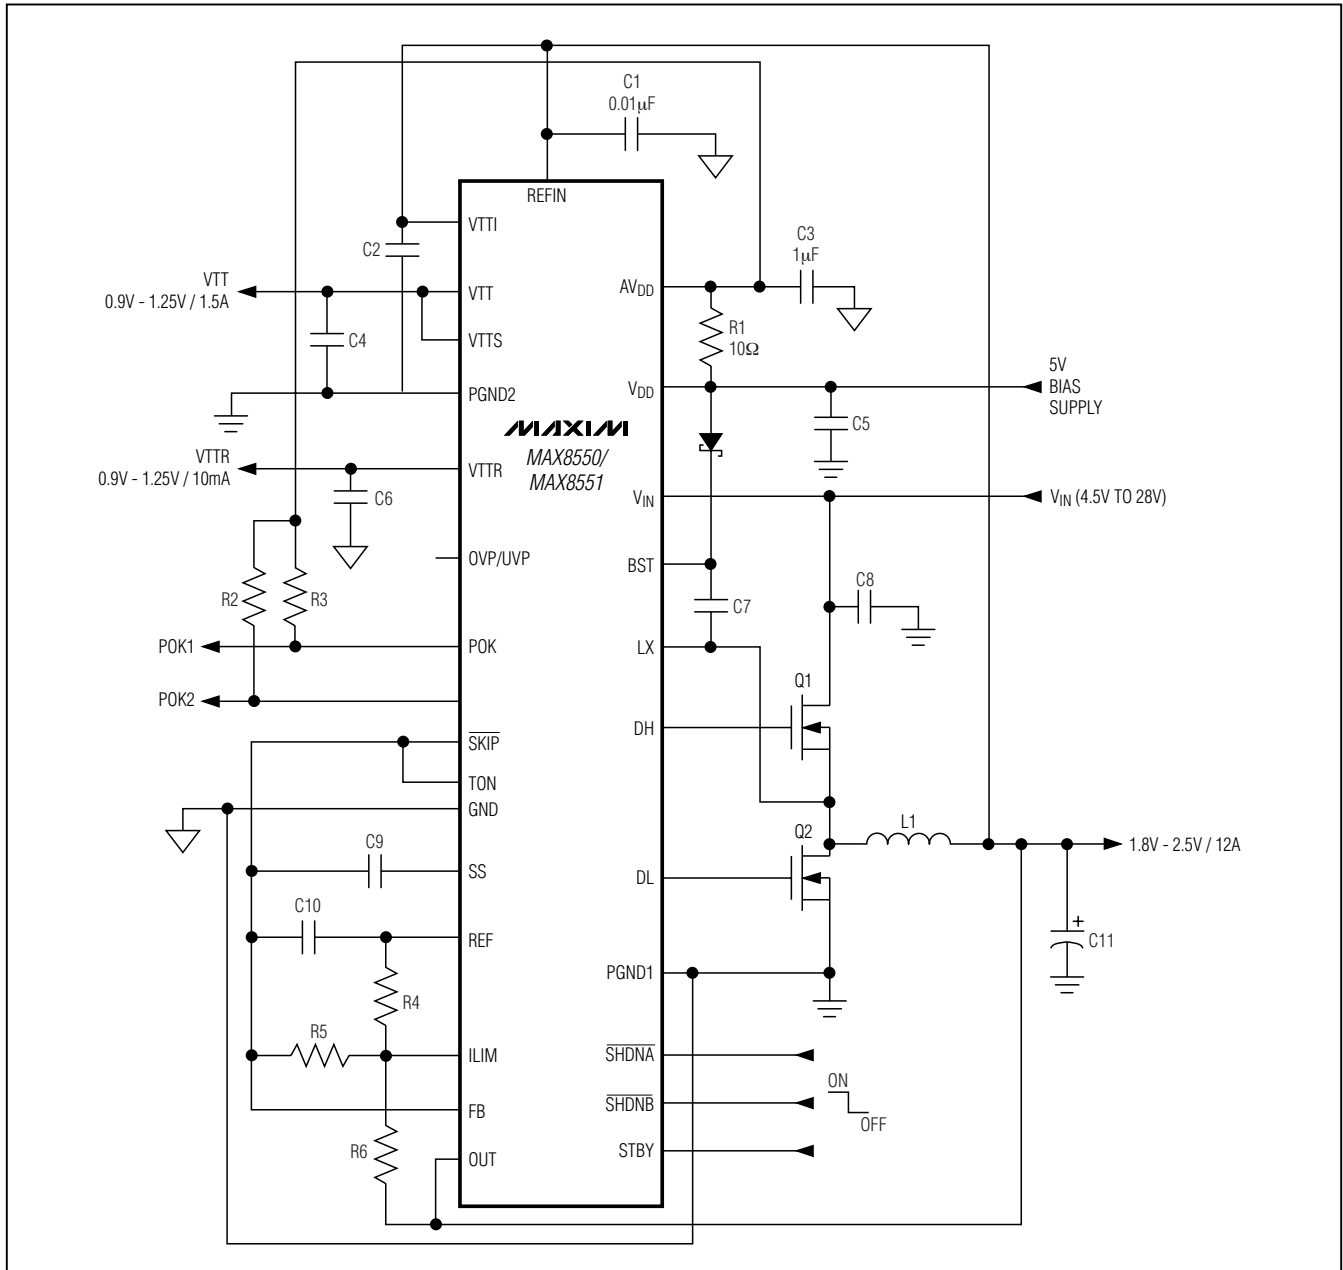 C1
0.01μF
REFIN
VTTI
C2
C3
1μF
VTT
0.9V - 1.25V / 1.5A
VTT
AVDD
R1
10Ω
C4
VTTS
5V
BIAS
SUPPLY
VDD
PGND2
C5
MAXIM
MAX8550/
MAX8551
VTTR
0.9V - 1.25V / 10mA
VTTR
C6
VIN
VIN (4.5V TO 28V)
OVP/UVP
BST
C8
R2
R3
C7
POK1
POK
LX
Q1
POK2
DH
SKIP
TON
GND
L1
Q2
1.8V - 2.5V / 12A
C9
SS
DL
C10
REF
C11
+
PGND1
R4
R5
ILIM
SHDNA
ON
OFF
FB
SHDNB
R6
OUT
STBY